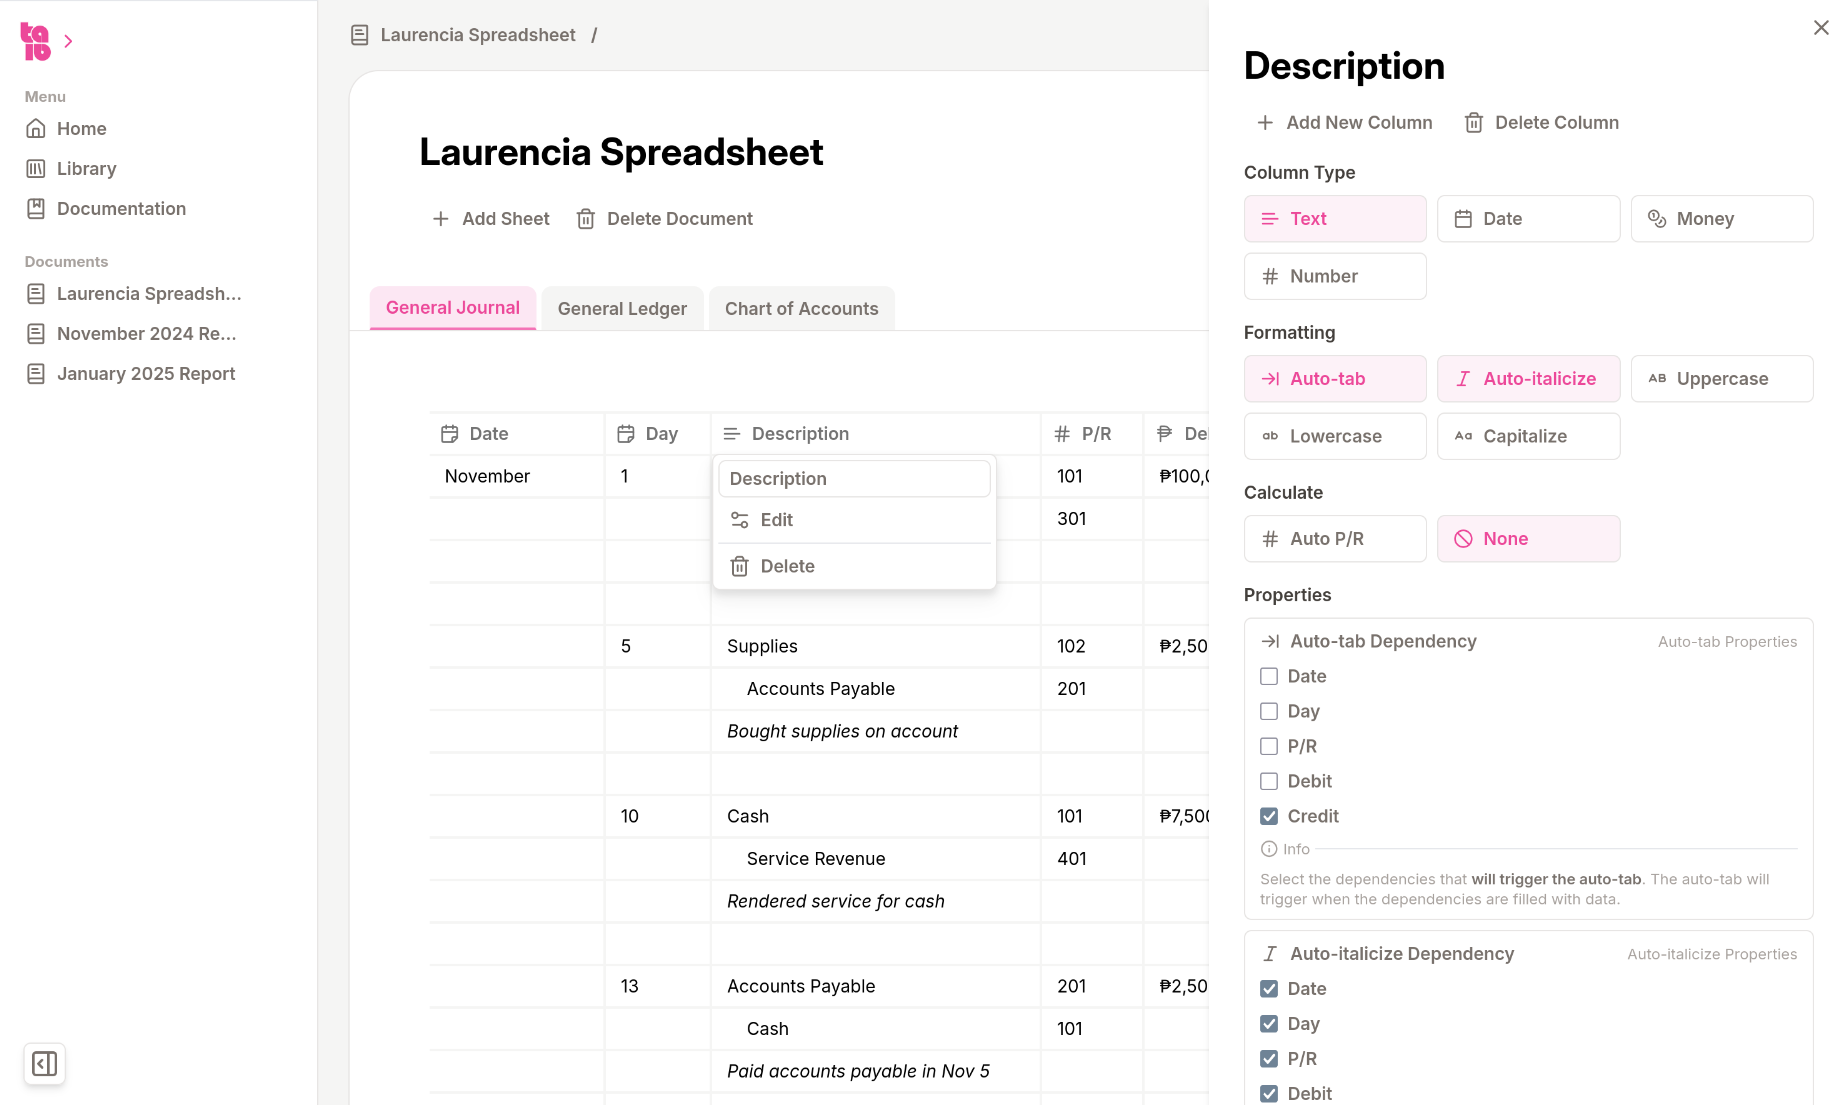 talb
Menu
Home
Library
Documentation
Documents
Laurencia Spreadsh...
November 2024 Re...
January 2025 Report
Laurencia Spreadsheet /
Laurencia Spreadsheet
Add Sheet Delete Document
General Journal General Ledger Chart of Accounts
Date Day Description # P/R ₱ De
November 1 101 ₱100,0
301
Description
Edit
Delete
5 Supplies 102 ₱2,50
Accounts Payable 201
Bought supplies on account
10 Cash 101 ₱7,500
Service Revenue 401
Rendered service for cash
13 Accounts Payable 201 ₱2,50
Cash 101
Paid accounts payable in Nov 5
Description
Add New Column Delete Column
Column Type
Text Date Money
# Number
Formatting
Auto-tab Auto-italicize AB Uppercase
ab Lowercase Aa Capitalize
Calculate
# Auto P/R None
Properties
Auto-tab Dependency Auto-tab Properties
Date
Day
P/R
Debit
Credit
Info
Select the dependencies that will trigger the auto-tab. The auto-tab will
trigger when the dependencies are filled with data.
Auto-italicize Dependency Auto-italicize Properties
Date
Day
P/R
Debit